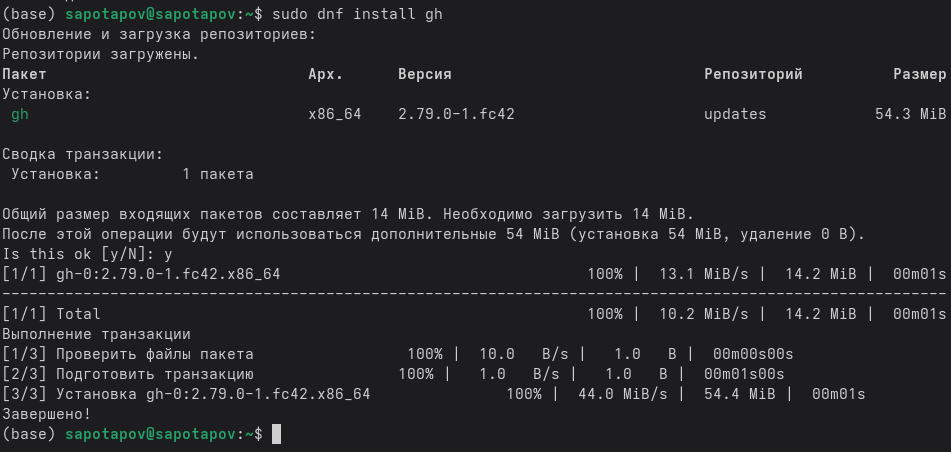 (base) sapotapov@sapotapov:~$ sudo dnf install gh
Обновление и загрузка репозиториев:
Репозитории загружены.
Пакет Арх. Версия Репозиторий Размер
Установка:
gh x86_64 2.79.0-1.fc42 updates 54.3 MiB
Сводка транзакции:
Установка: 1 пакета
Общий размер входящих пакетов составляет 14 MiB. Необходимо загрузить 14 MiB.
После этой операции будут использоваться дополнительные 54 MiB (установка 54 MiB, удаление 0 B).
Is this ok [y/N]: y
[1/1] gh-0:2.79.0-1.fc42.x86_64 100% | 13.1 MiB/s | 14.2 MiB | 00m01s
---------------------------------------------------------------------------------------------------------
[1/1] Total 100% | 10.2 MiB/s | 14.2 MiB | 00m01s
Выполнение транзакции
[1/3] Проверить файлы пакета 100% | 10.0 B/s | 1.0 B | 00m00s00s
[2/3] Подготовить транзакцию 100% | 1.0 B/s | 1.0 B | 00m01s00s
[3/3] Установка gh-0:2.79.0-1.fc42.x86_64 100% | 44.0 MiB/s | 54.4 MiB | 00m01s
Завершено!
(base) sapotapov@sapotapov:~$